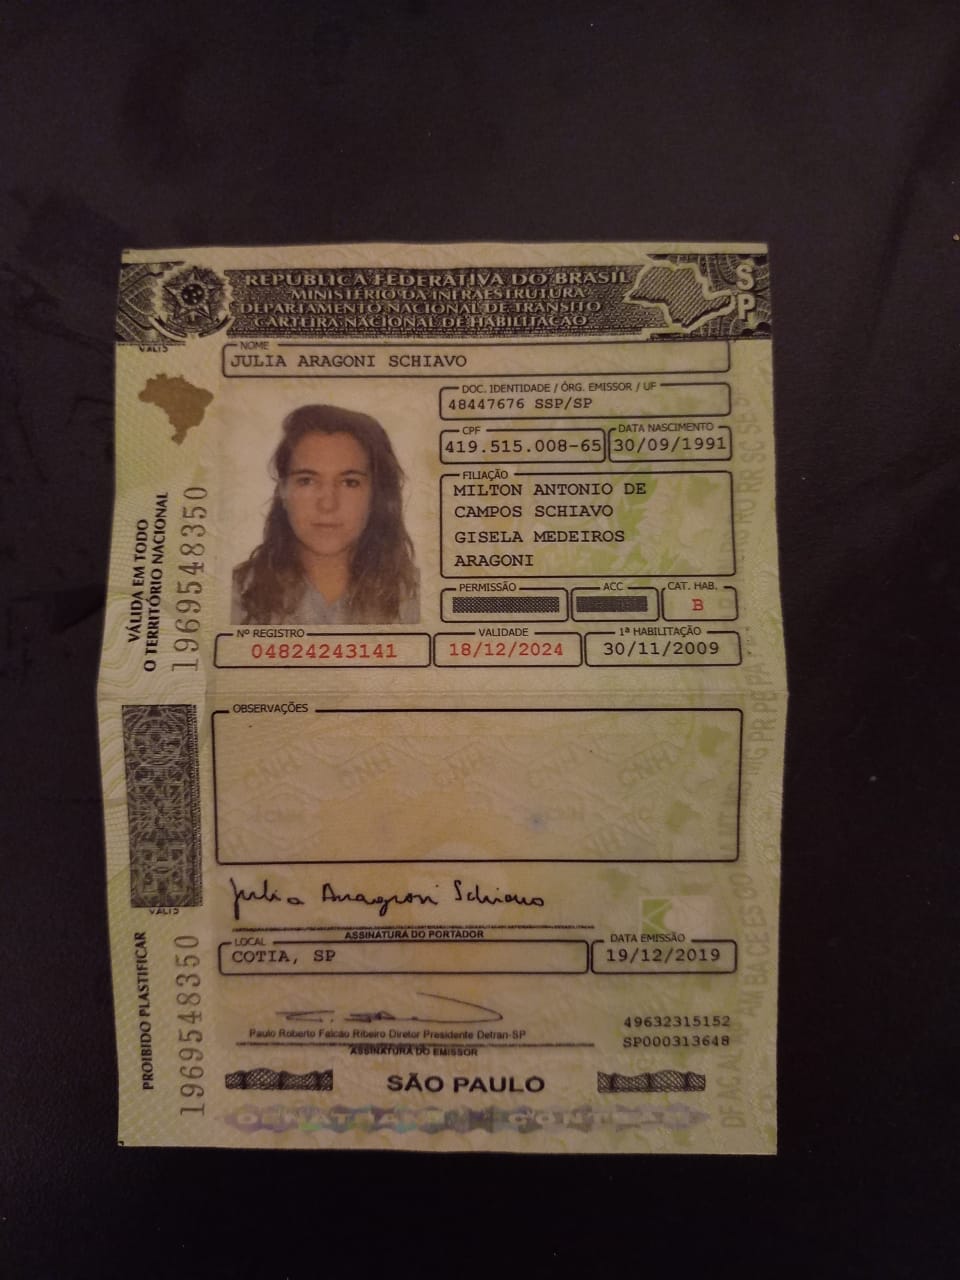 REPÚBLICA FEDERATIVA DO BRASIL
MINISTÉRIO DA INFRAESTRUTURA
DEPARTAMENTO NACIONAL DE TRÂNSITO
CARTEIRA NACIONAL DE HABILITAÇÃO
SP
VALID
NOME
JULIA ARAGONI SCHIAVO
DOC. IDENTIDADE / ÓRG. EMISSOR / UF
48447676 SSP/SP
CPF
419.515.008-65
DATA NASCIMENTO
30/09/1991
FILIAÇÃO
MILTON ANTONIO DE
CAMPOS SCHIAVO
GISELA MEDEIROS
ARAGONI
PERMISSÃO
ACC
CAT. HAB.
B
Nº REGISTRO
04824243141
VALIDADE
18/12/2024
1ª HABILITAÇÃO
30/11/2009
VÁLIDA EM TODO
O TERRITÓRIO NACIONAL
1969548350
OBSERVAÇÕES
VALID
Julia Aragoni Schiavo
ASSINATURA DO PORTADOR
LOCAL
COTIA, SP
DATA EMISSÃO
19/12/2019
Paulo Roberto Falcão Ribeiro Diretor Presidente Detran-SP
ASSINATURA DO EMISSOR
49632315152
SP000313648
PROIBIDO PLASTIFICAR
1969548350
SÃO PAULO
DENATRAN CONTRAN